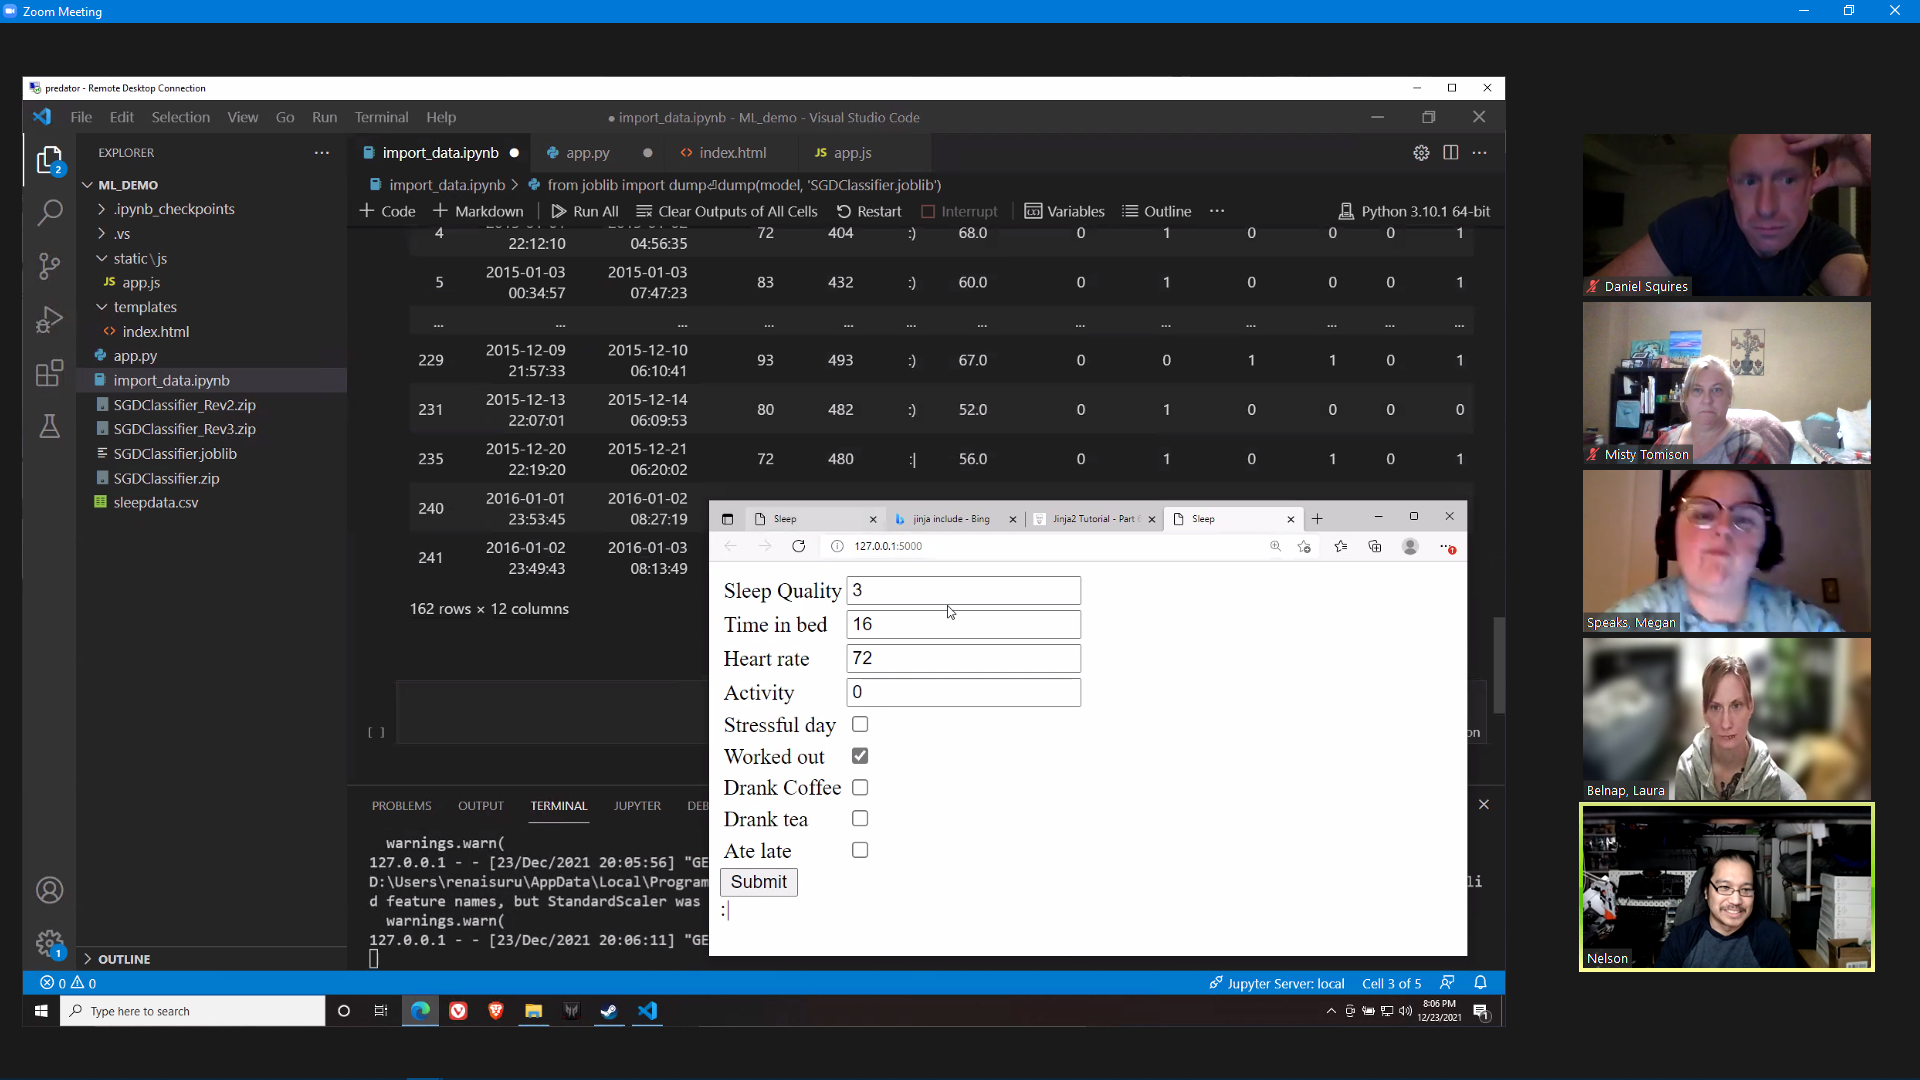 Zoom Meeting
predator - Remote Desktop Connection
File Edit Selection View Go Run Terminal Help
● import_data.ipynb - ML_demo - Visual Studio Code
EXPLORER
import_data.ipynb
app.py
index.html
JS app.js
import_data.ipynb > from joblib import dump⏎dump(model, 'SGDClassifier.joblib')
+ Code + Markdown Run All Clear Outputs of All Cells Restart Interrupt Variables Outline ... Python 3.10.1 64-bit
2
ML_DEMO
.ipynb_checkpoints
.vs
static\js
JS app.js
templates
index.html
app.py
import_data.ipynb
SGDClassifier_Rev2.zip
SGDClassifier_Rev3.zip
SGDClassifier.joblib
SGDClassifier.zip
sleepdata.csv
OUTLINE
1
4 22:12:10 04:56:35 72 404 :) 68.0 0 1 0 0 0 1
5 2015-01-03 00:34:57 2015-01-03 07:47:23 83 432 :) 60.0 0 1 0 0 0 1
... ... ... ... ... ... ... ... ... ... ... ... ...
229 2015-12-09 21:57:33 2015-12-10 06:10:41 93 493 :) 67.0 0 0 1 1 0 1
231 2015-12-13 22:07:01 2015-12-14 06:09:53 80 482 :) 52.0 0 1 0 0 0 0
235 2015-12-20 22:19:20 2015-12-21 06:20:02 72 480 :| 56.0 0 1 0 1 0 1
240 2016-01-01 23:53:45 2016-01-02 08:27:19
241 2016-01-02 23:49:43 2016-01-03 08:13:49
162 rows × 12 columns
[ ]
on
PROBLEMS OUTPUT TERMINAL JUPYTER DEB
warnings.warn(
127.0.0.1 - - [23/Dec/2021 20:05:56] "GE
D:\Users\renaisuru\AppData\Local\Program
li
d feature names, but StandardScaler was
warnings.warn(
127.0.0.1 - - [23/Dec/2021 20:06:11] "GE
Sleep
jinja include - Bing
Jinja2 Tutorial - Part
Sleep
127.0.0.1:5000
1
Sleep Quality 3
Time in bed 16
Heart rate 72
Activity 0
Stressful day
Worked out
Drank Coffee
Drank tea
Ate late
Submit
:|
0 0
Jupyter Server: local Cell 3 of 5
Type here to search
8:06 PM
12/23/2021
1
Daniel Squires
Misty Tomison
Speaks, Megan
Belnap, Laura
Nelson